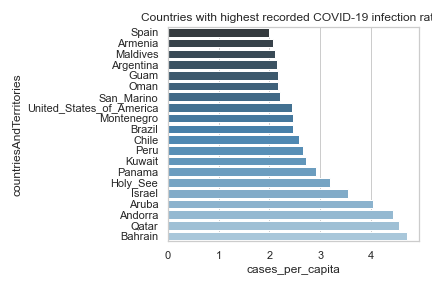 Countries with highest recorded COVID-19 infection rat
Spain
Armenia
Maldives
Argentina
Guam
Oman
San_Marino
United_States_of_America
Montenegro
Brazil
Chile
Peru
Kuwait
Panama
Holy_See
Israel
Aruba
Andorra
Qatar
Bahrain
countriesAndTerritories
0 1 2 3 4
cases_per_capita